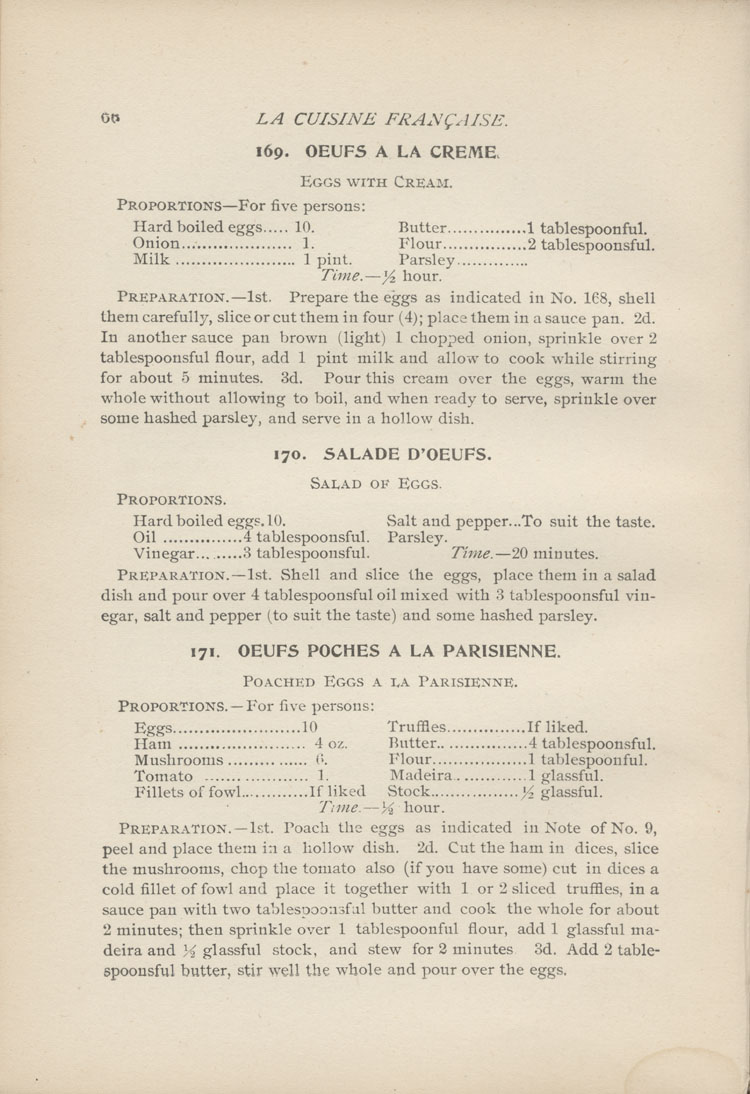 66 LA CUISINE FRANÇAISE.
169. OEUFS A LA CREME.
EGGS WITH CREAM.
PROPORTIONS—For five persons:
Hard boiled eggs..... 10. Butter...............1 tablespoonful.
Onion..................... 1. Flour................2 tablespoonsful.
Milk ....................... 1 pint. Parsley.............
Time.—½ hour.
PREPARATION.—1st. Prepare the eggs as indicated in No. 168, shell
them carefully, slice or cut them in four (4); place them in a sauce pan. 2d.
In another sauce pan brown (light) 1 chopped onion, sprinkle over 2
tablespoonsful flour, add 1 pint milk and allow to cook while stirring
for about 5 minutes. 3d. Pour this cream over the eggs, warm the
whole without allowing to boil, and when ready to serve, sprinkle over
some hashed parsley, and serve in a hollow dish.
170. SALADE D'OEUFS.
SALAD OF EGGS.
PROPORTIONS.
Hard boiled eggs.10. Salt and pepper...To suit the taste.
Oil ...............4 tablespoonsful. Parsley.
Vinegar.........3 tablespoonsful. Time.—20 minutes.
PREPARATION.—1st. Shell and slice the eggs, place them in a salad
dish and pour over 4 tablespoonsful oil mixed with 3 tablespoonsful vin-
egar, salt and pepper (to suit the taste) and some hashed parsley.
171. OEUFS POCHES A LA PARISIENNE.
POACHED EGGS A LA PARISIENNE.
PROPORTIONS.—For five persons:
Eggs........................10 Truffles...............If liked.
Ham ........................ 4 oz. Butter.................4 tablespoonsful.
Mushrooms ............... 6. Flour..................1 tablespoonful.
Tomato .................... 1. Madeira..............1 glassful.
Fillets of fowl............If liked Stock.................½ glassful.
Time.—½ hour.
PREPARATION.—1st. Poach the eggs as indicated in Note of No. 9,
peel and place them in a hollow dish. 2d. Cut the ham in dices, slice
the mushrooms, chop the tomato also (if you have some) cut in dices a
cold fillet of fowl and place it together with 1 or 2 sliced truffles, in a
sauce pan with two tablespoonsful butter and cook the whole for about
2 minutes; then sprinkle over 1 tablespoonful flour, add 1 glassful ma-
deira and ½ glassful stock, and stew for 2 minutes 3d. Add 2 table-
spoonsful butter, stir well the whole and pour over the eggs.